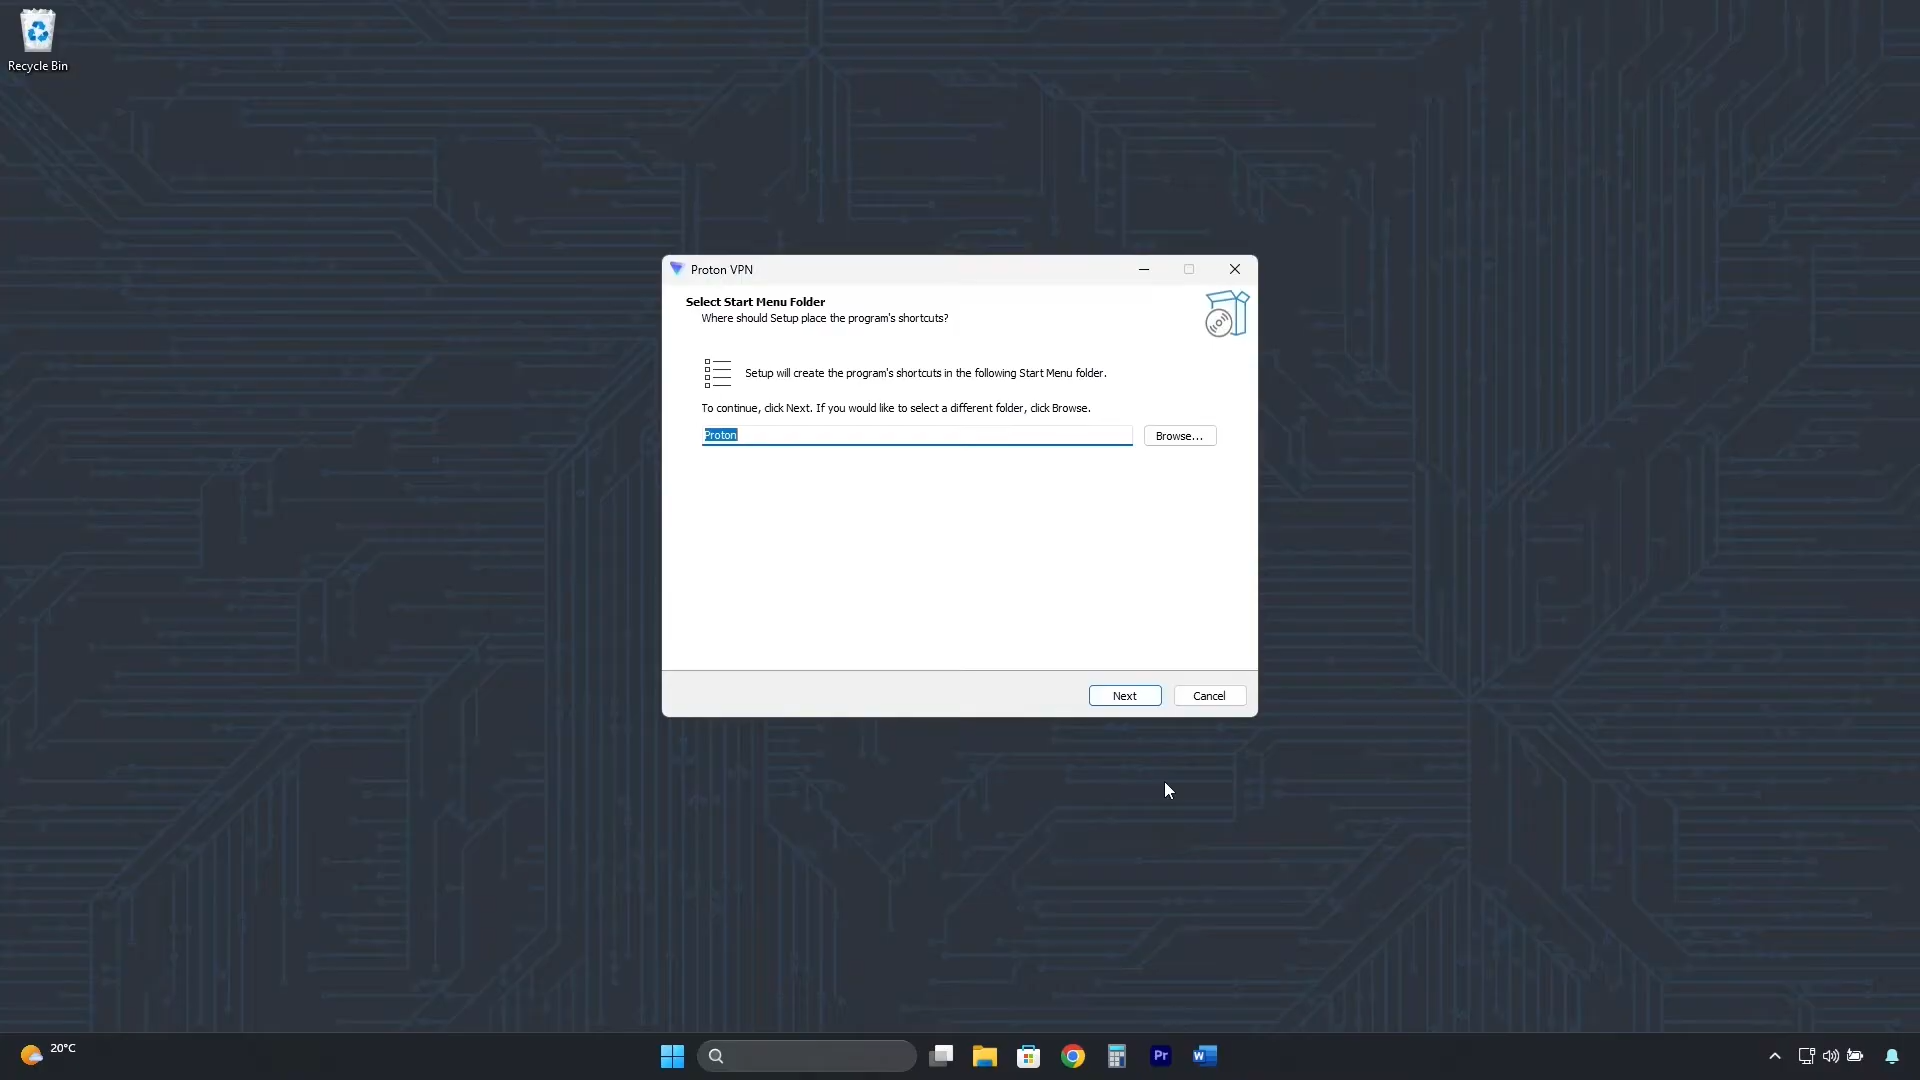 Recycle Bin
Proton VPN
Select Start Menu Folder
Where should Setup place the program's shortcuts?
Setup will create the program's shortcuts in the following Start Menu folder.
To continue, click Next. If you would like to select a different folder, click Browse.
Proton
Browse...
Next
Cancel
20°C
Pr
W